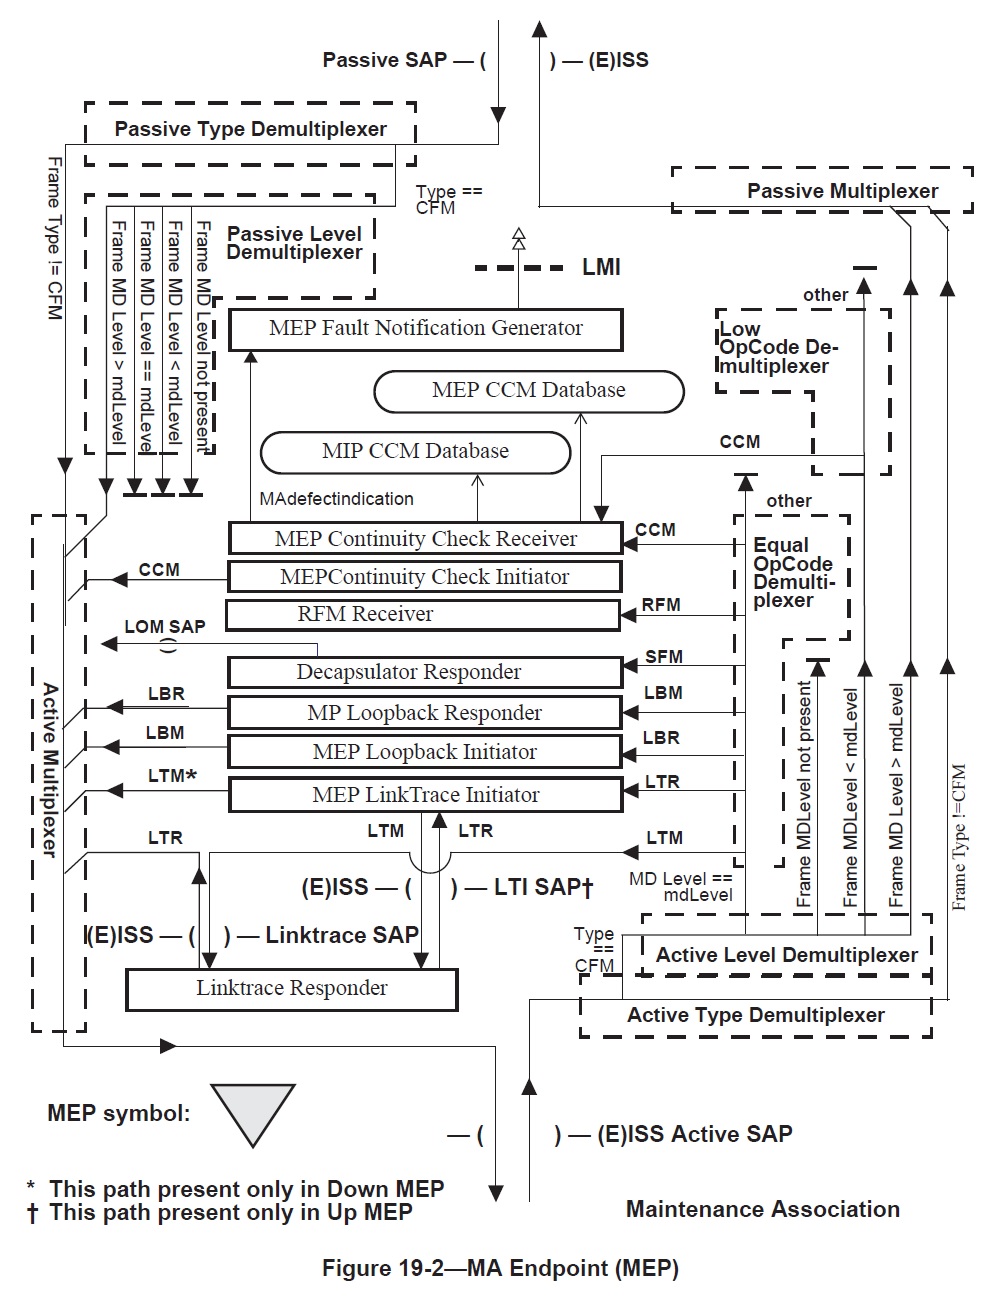 Passive SAP — ( ) — (E)ISS
Passive Type Demultiplexer
Type ==
CFM
Passive Multiplexer
Frame Type != CFM
Frame MD Level > mdLevel
Frame MD Level == mdLevel
Frame MD Level < mdLevel
Frame MD Level not present
Passive Level
Demultiplexer
LMI
other
MEP Fault Notification Generator
Low
OpCode De-
multiplexer
MEP CCM Database
CCM
MIP CCM Database
MAdefectindication
other
MEP Continuity Check Receiver
CCM
Equal
OpCode
Demulti-
plexer
CCM
MEPContinuity Check Initiator
RFM Receiver
RFM
LOM SAP
( )
Decapsulator Responder
SFM
LBR
MP Loopback Responder
LBM
LBM
MEP Loopback Initiator
LBR
LTM*
MEP LinkTrace Initiator
LTR
Active Multiplexer
LTM
LTR
LTR
LTM
Frame MDLevel not present
Frame MDLevel < mdLevel
Frame MD Level > mdLevel
Frame Type !=CFM
(E)ISS — ( ) — LTI SAP†
MD Level ==
mdLevel
(E)ISS — ( ) — Linktrace SAP
Type
==
CFM
Active Level Demultiplexer
Linktrace Responder
Active Type Demultiplexer
MEP symbol:
— ( ) — (E)ISS Active SAP
* This path present only in Down MEP
† This path present only in Up MEP
Maintenance Association
Figure 19-2—MA Endpoint (MEP)